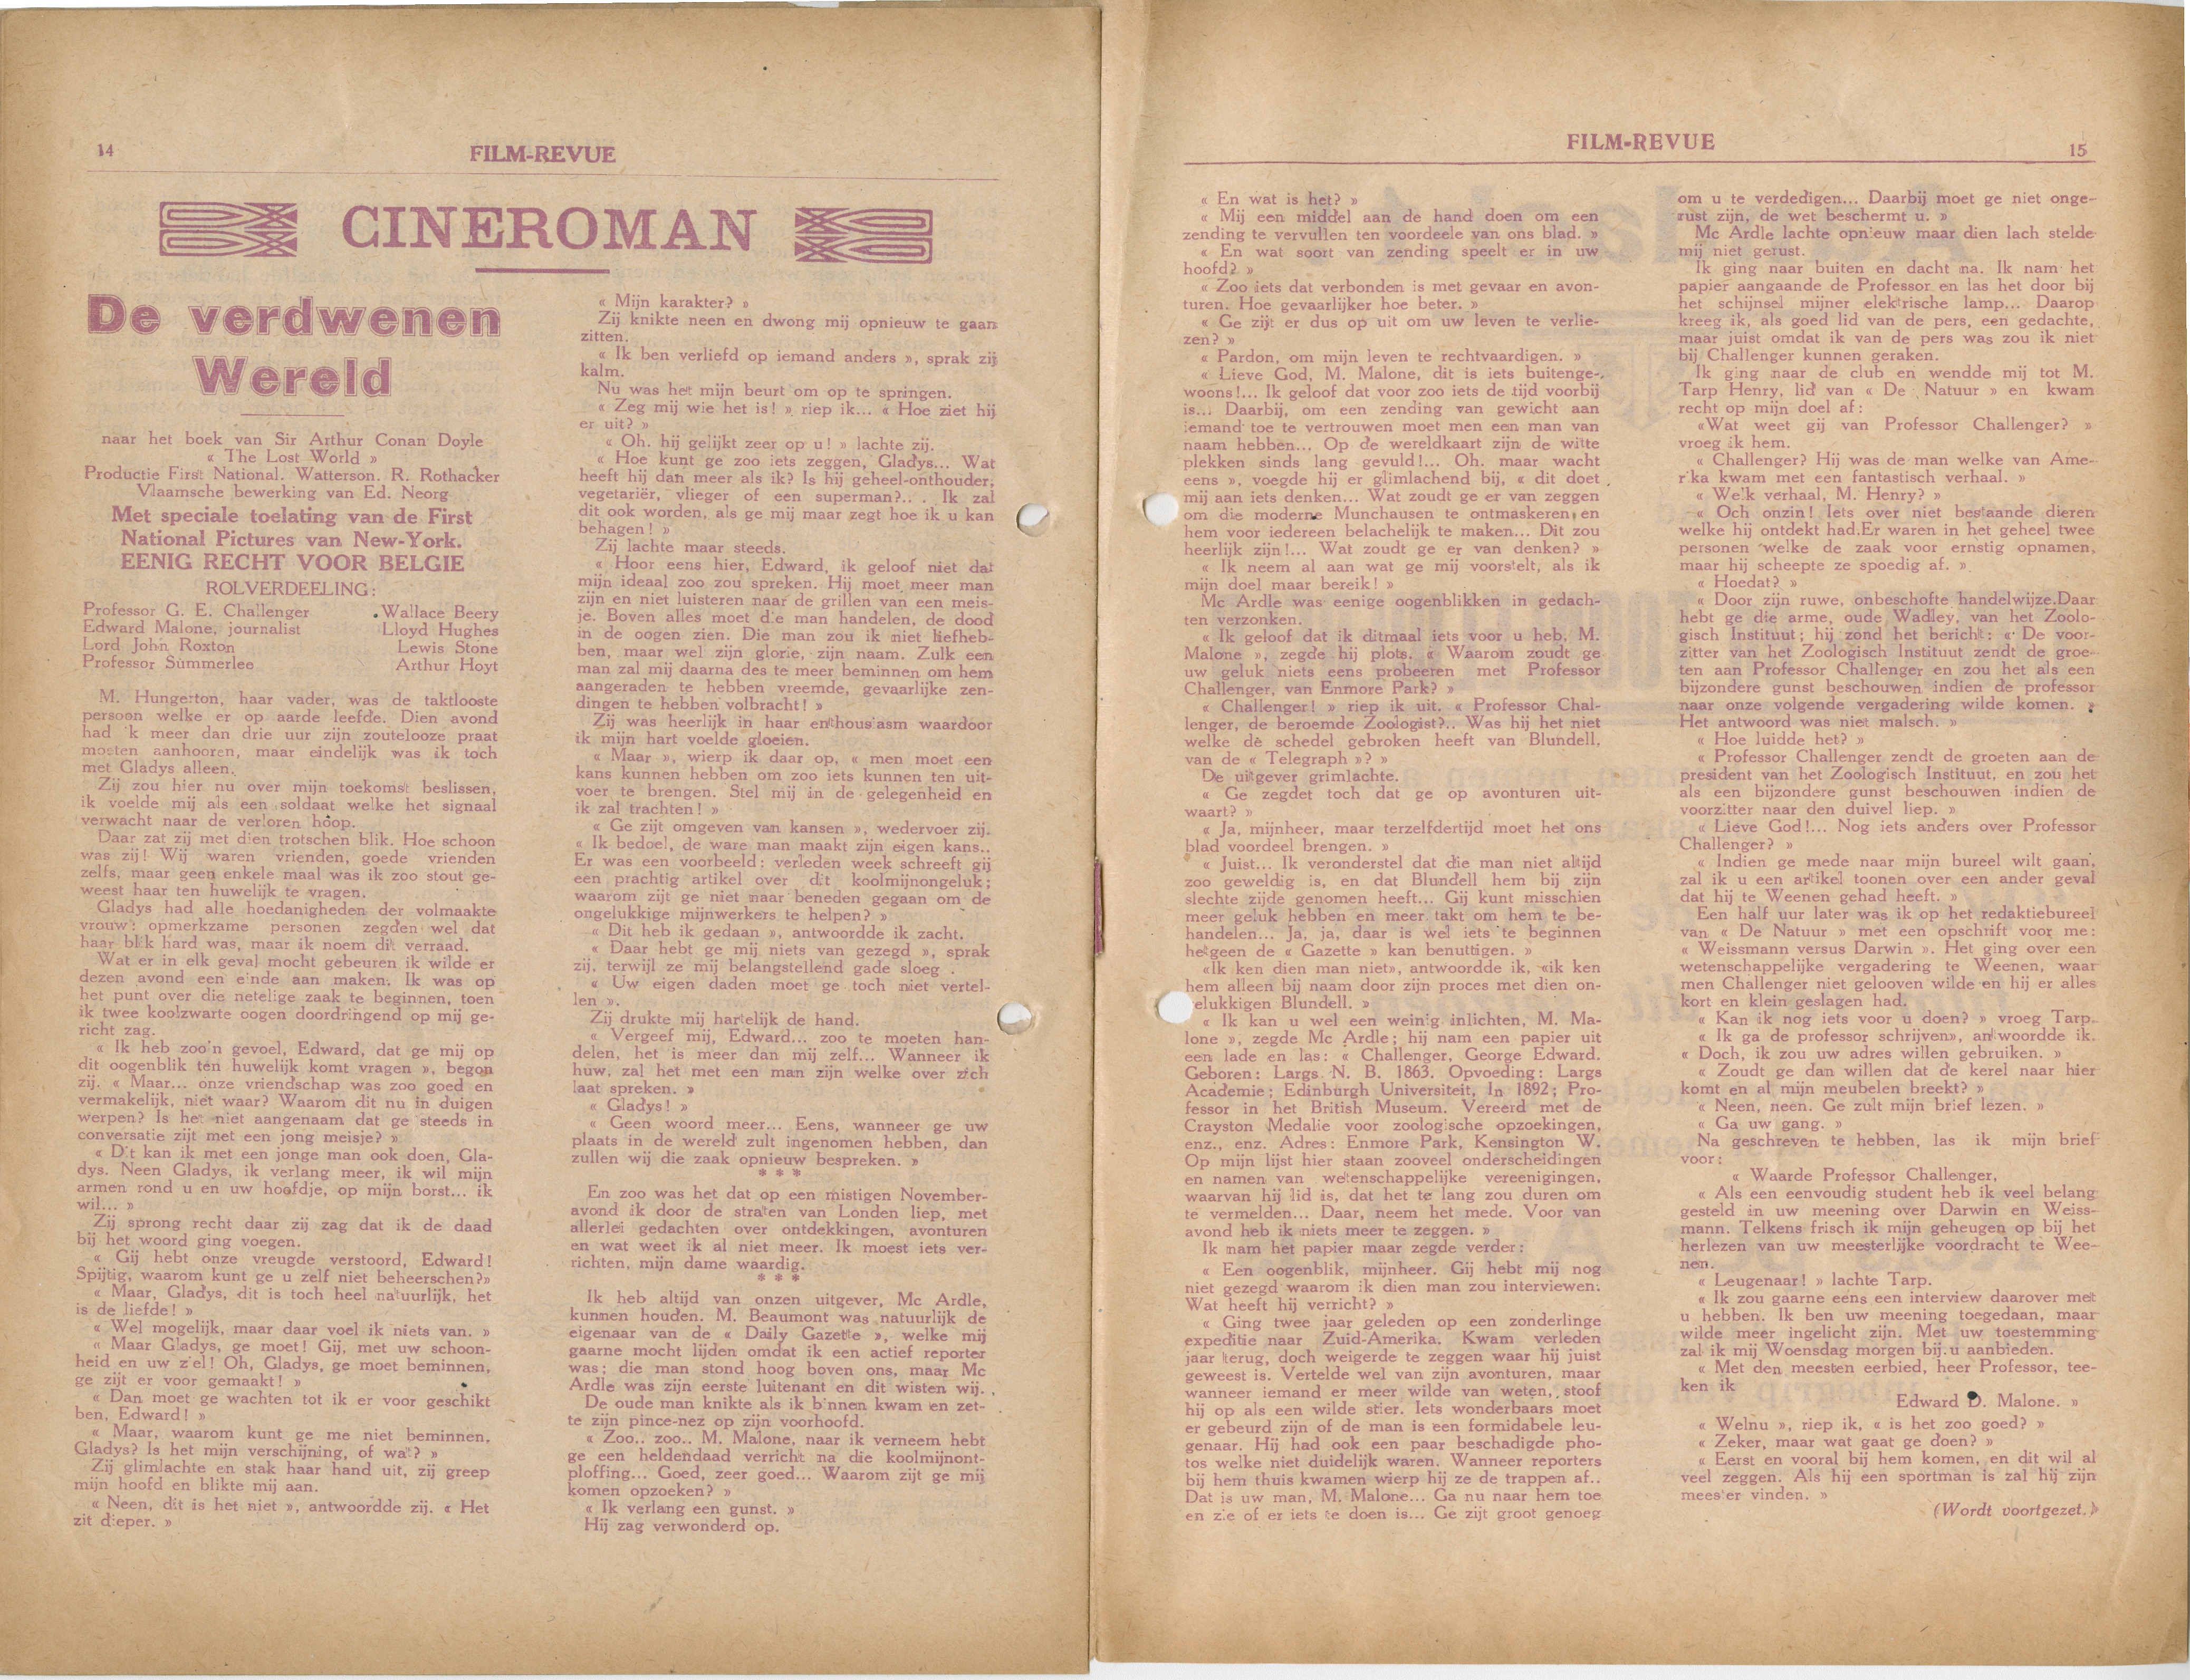 14
FILM-REVUE
CINEROMAN
De verdwenen
Wereld
naar het boek van Sir Arthur Conan Doyle
« The Lost World »
Productie First National. Watterson. R. Rothacker
Vlaamsche bewerking van Ed. Neorg
Met speciale toelating van de First
National Pictures van New-York.
EENIG RECHT VOOR BELGIE
ROLVERDEELING:
Professor G. E. Challenger Wallace Beery
Edward Malone, journalist Lloyd Hughes
Lord John Roxton Lewis Stone
Professor Summerlee Arthur Hoyt
M. Hungerton, haar vader, was de taktlooste
persoon welke er op aarde leefde. Dien avond
had 'k meer dan drie uur zijn zoutelooze praat
moeten aanhooren, maar eindelijk was ik toch
met Gladys alleen.
Zij zou hier nu over mijn toekomst beslissen,
ik voelde mij als een soldaat welke het signaal
verwacht naar de verloren hoop.
Daar zat zij met dien trotschen blik. Hoe schoon
was zij! Wij waren vrienden, goede vrienden
zelfs, maar geen enkele maal was ik zoo stout ge-
weest haar ten huwelijk te vragen.
Gladys had alle hoedanigheden der volmaakte
vrouw: opmerkzame personen zegden wel dat
haar blik hard was, maar ik noem dit verraad.
Wat er in elk geval mocht gebeuren ik wilde er
dezen avond een einde aan maken. Ik was op
het punt over die netelige zaak te beginnen, toen
ik twee koolzwarte oogen doordringend op mij ge-
richt zag.
« Ik heb zoo'n gevoel, Edward, dat ge mij op
dit oogenblik ten huwelijk komt vragen », begon
zij. « Maar... onze vriendschap was zoo goed en
vermakelijk, niet waar? Waarom dit nu in duigen
werpen? Is het niet aangenaam dat ge steeds in
conversatie zijt met een jong meisje? »
« Dit kan ik met een jonge man ook doen, Gla-
dys. Neen Gladys, ik verlang meer, ik wil mijn
armen rond u en uw hoofdje, op mijn borst... ik
wil... »
Zij sprong recht daar zij zag dat ik de daad
bij het woord ging voegen.
« Gij hebt onze vreugde verstoord, Edward!
Spijtig, waarom kunt ge u zelf niet beheerschen?»
« Maar, Gladys, dit is toch heel natuurlijk, het
is de liefde! »
« Wel mogelijk, maar daar voel ik niets van. »
« Maar Gladys, ge moet! Gij, met uw schoon-
heid en uw ziel! Oh, Gladys, ge moet beminnen,
ge zijt er voor gemaakt! »
« Dan moet ge wachten tot ik er voor geschikt
ben, Edward! »
« Maar, waarom kunt ge me niet beminnen,
Gladys? Is het mijn verschijning, of wat? »
Zij glimlachte en stak haar hand uit, zij greep
mijn hoofd en blikte mij aan.
« Neen, dit is het niet », antwoordde zij. « Het
zit dieper. »
« Mijn karakter? »
Zij knikte neen en dwong mij opnieuw te gaan
zitten.
« Ik ben verliefd op iemand anders », sprak zij
kalm.
Nu was het mijn beurt om op te springen.
« Zeg mij wie het is! » riep ik... « Hoe ziet hij
er uit? »
« Oh. hij gelijkt zeer op u! » lachte zij.
« Hoe kunt ge zoo iets zeggen, Gladys... Wat
heeft hij dan meer als ik? Is hij geheel-onthouder,
vegetariër, vlieger of een superman?... Ik zal
dit ook worden, als ge mij maar zegt hoe ik u kan
behagen! »
Zij lachte maar steeds.
« Hoor eens hier, Edward, ik geloof niet dat
mijn ideaal zoo zou spreken. Hij moet meer man
zijn en niet luisteren naar de grillen van een meis-
je. Boven alles moet die man handelen, de dood
in de oogen zien. Die man zou ik niet liefheb-
ben, maar wel zijn glorie, zijn naam. Zulk een
man zal mij daarna des te meer beminnen om hem
aangeraden te hebben vreemde, gevaarlijke zen-
dingen te hebben volbracht! »
Zij was heerlijk in haar enthousiasm waardoor
ik mijn hart voelde gloeien.
« Maar », wierp ik daar op, « men moet een
kans kunnen hebben om zoo iets kunnen ten uit-
voer te brengen. Stel mij in de gelegenheid en
ik zal trachten! »
« Ge zijt omgeven van kansen », wedervoer zij.
« Ik bedoel, de ware man maakt zijn eigen kans..
Er was een voorbeeld: verleden week schreeft gij
een prachtig artikel over dit koolmijnongeluk;
waarom zijt ge niet naar beneden gegaan om de
ongelukkige mijnwerkers te helpen? »
« Dit heb ik gedaan », antwoordde ik zacht.
« Daar hebt ge mij niets van gezegd », sprak
zij, terwijl ze mij belangstellend gade sloeg .
« Uw eigen daden moet ge toch niet vertel-
len ».
Zij drukte mij hartelijk de hand.
« Vergeef mij, Edward... zoo te moeten han-
delen, het is meer dan mij zelf... Wanneer ik
huw, zal het met een man zijn welke over zich
laat spreken. »
« Gladys! »
« Geen woord meer... Eens, wanneer ge uw
plaats in de wereld zult ingenomen hebben, dan
zullen wij die zaak opnieuw bespreken. »
* * *
En zoo was het dat op een mistigen November-
avond ik door de straten van Londen liep, met
allerlei gedachten over ontdekkingen, avonturen
en wat weet ik al niet meer. Ik moest iets ver-
richten, mijn dame waardig.
* * *
Ik heb altijd van onzen uitgever, Mc Ardle,
kunnen houden. M. Beaumont was natuurlijk de
eigenaar van de « Daily Gazette », welke mij
gaarne mocht lijden omdat ik een actief reporter
was; die man stond hoog boven ons, maar Mc
Ardle was zijn eerste luitenant en dit wisten wij.
De oude man knikte als ik binnen kwam en zet-
te zijn pince-nez op zijn voorhoofd.
« Zoo.. zoo.. M. Malone, naar ik verneem hebt
ge een heldendaad verricht na die koolmijnont-
ploffing... Goed, zeer goed... Waarom zijt ge mij
komen opzoeken? »
« Ik verlang een gunst. »
Hij zag verwonderd op.
FILM-REVUE
15
« En wat is het? »
« Mij een middel aan de hand doen om een
zending te vervullen ten voordeele van ons blad. »
« En wat soort van zending speelt er in uw
hoofd? »
« Zoo iets dat verbonden is met gevaar en avon-
turen. Hoe gevaarlijker hoe beter. »
« Ge zijt er dus op uit om uw leven te verlie-
zen? »
« Pardon, om mijn leven te rechtvaardigen. »
« Lieve God, M. Malone, dit is iets buitenge-
woons!... Ik geloof dat voor zoo iets de tijd voorbij
is... Daarbij, om een zending van gewicht aan
iemand toe te vertrouwen moet men een man van
naam hebben... Op de wereldkaart zijn de witte
plekken sinds lang gevuld!... Oh. maar wacht
eens », voegde hij er glimlachend bij, « dit doet
mij aan iets denken... Wat zoudt ge er van zeggen
om die moderne Munchausen te ontmaskeren en
hem voor iedereen belachelijk te maken... Dit zou
heerlijk zijn!... Wat zoudt ge er van denken? »
« Ik neem al aan wat ge mij voorstelt, als ik
mijn doel maar bereik! »
Mc Ardle was eenige oogenblikken in gedach-
ten verzonken.
« Ik geloof dat ik ditmaal iets voor u heb, M.
Malone », zegde hij plots. « Waarom zoudt ge
uw geluk niets eens probeeren met Professor
Challenger, van Enmore Park? »
« Challenger! » riep ik uit. « Professor Chal-
lenger, de beroemde Zoologist?.. Was hij het niet
welke de schedel gebroken heeft van Blundell,
van de « Telegraph »? »
De uitgever grimlachte.
« Ge zegdet toch dat ge op avonturen uit-
waart? »
« Ja, mijnheer, maar terzelfdertijd moet het ons
blad voordeel brengen. »
« Juist... Ik veronderstel dat die man niet altijd
zoo geweldig is, en dat Blundell hem bij zijn
slechte zijde genomen heeft... Gij kunt misschien
meer geluk hebben en meer takt om hem te be-
handelen... Ja, ja, daar is wel iets te beginnen
hetgeen de « Gazette » kan benuttigen. »
«Ik ken dien man niet», antwoordde ik, «ik ken
hem alleen bij naam door zijn proces met dien on-
elukkigen Blundell. »
« Ik kan u wel een weinig inlichten, M. Ma-
lone », zegde Mc Ardle; hij nam een papier uit
een lade en las: « Challenger, George Edward.
Geboren: Largs N. B. 1863. Opvoeding: Largs
Academie; Edinburgh Universiteit, In 1892; Pro-
fessor in het British Museum. Vereerd met de
Crayston Medalie voor zoologische opzoekingen,
enz., enz. Adres: Enmore Park, Kensington W.
Op mijn lijst hier staan zooveel onderscheidingen
en namen van wetenschappelijke vereenigingen,
waarvan hij lid is, dat het te lang zou duren om
te vermelden... Daar, neem het mede. Voor van
avond heb ik niets meer te zeggen. »
Ik nam het papier maar zegde verder:
« Een oogenblik, mijnheer. Gij hebt mij nog
niet gezegd waarom ik dien man zou interviewen.
Wat heeft hij verricht? »
« Ging twee jaar geleden op een zonderlinge
expeditie naar Zuid-Amerika. Kwam verleden
jaar terug, doch weigerde te zeggen waar hij juist
geweest is. Vertelde wel van zijn avonturen, maar
wanneer iemand er meer wilde van weten, stoof
hij op als een wilde stier. Iets wonderbaars moet
er gebeurd zijn of de man is een formidabele leu-
genaar. Hij had ook een paar beschadigde pho-
tos welke niet duidelijk waren. Wanneer reporters
bij hem thuis kwamen wierp hij ze de trappen af..
Dat is uw man, M. Malone... Ga nu naar hem toe
en zie of er iets te doen is... Ge zijt groot genoeg
om u te verdedigen... Daarbij moet ge niet onge-
rust zijn, de wet beschermt u. »
Mc Ardle lachte opnieuw maar dien lach stelde
mij niet gerust.
Ik ging naar buiten en dacht na. Ik nam het
papier aangaande de Professor en las het door bij
het schijnsel mijner elektrische lamp... Daarop
kreeg ik, als goed lid van de pers, een gedachte,
maar juist omdat ik van de pers was zou ik niet
bij Challenger kunnen geraken.
Ik ging naar de club en wendde mij tot M.
Tarp Henry, lid van « De Natuur » en kwam
recht op mijn doel af:
«Wat weet gij van Professor Challenger? »
vroeg ik hem.
« Challenger? Hij was de man welke van Ame-
rika kwam met een fantastisch verhaal. »
« Welk verhaal, M. Henry? »
« Och onzin! Iets over niet bestaande dieren
welke hij ontdekt had.Er waren in het geheel twee
personen welke de zaak voor ernstig opnamen,
maar hij scheepte ze spoedig af. »
« Hoedat? »
« Door zijn ruwe, onbeschofte handelwijze.Daar
hebt ge die arme, oude Wadley, van het Zoolo-
gisch Instituut; hij zond het bericht: « De voor-
zitter van het Zoologisch Instituut zendt de groe-
ten aan Professor Challenger en zou het als een
bijzondere gunst beschouwen indien de professor
naar onze volgende vergadering wilde komen. »
Het antwoord was niet malsch. »
« Hoe luidde het? »
« Professor Challenger zendt de groeten aan de
president van het Zoologisch Instituut, en zou het
als een bijzondere gunst beschouwen indien de
voorzitter naar den duivel liep. »
« Lieve God!... Nog iets anders over Professor
Challenger? »
« Indien ge mede naar mijn bureel wilt gaan,
zal ik u een artikel toonen over een ander geval
dat hij te Weenen gehad heeft. »
Een half uur later was ik op het redaktiebureel
van « De Natuur » met een opschrift voor me:
« Weissmann versus Darwin ». Het ging over een
wetenschappelijke vergadering te Weenen, waar
men Challenger niet gelooven wilde en hij er alles
kort en klein geslagen had.
« Kan ik nog iets voor u doen? » vroeg Tarp.
« Ik ga de professor schrijven», antwoordde ik.
« Doch, ik zou uw adres willen gebruiken. »
« Zoudt ge dan willen dat de kerel naar hier
komt en al mijn meubelen breekt? »
« Neen, neen. Ge zult mijn brief lezen. »
« Ga uw gang. »
Na geschreven te hebben, las ik mijn brief
voor:
« Waarde Professor Challenger,
« Als een eenvoudig student heb ik veel belang
gesteld in uw meening over Darwin en Weiss-
mann. Telkens frisch ik mijn geheugen op bij het
herlezen van uw meesterlijke voordracht te Wee-
nen.
« Leugenaar! » lachte Tarp.
« Ik zou gaarne eens een interview daarover met
u hebben. Ik ben uw meening toegedaan, maar
wilde meer ingelicht zijn. Met uw toestemming
zal ik mij Woensdag morgen bij u aanbieden.
« Met den meesten eerbied, heer Professor, tee-
ken ik
Edward D. Malone. »
« Welnu », riep ik, « is het zoo goed? »
« Zeker, maar wat gaat ge doen? »
« Eerst en vooral bij hem komen, en dit wil al
veel zeggen. Als hij een sportman is zal hij zijn
meester vinden. »
(Wordt voortgezet.)